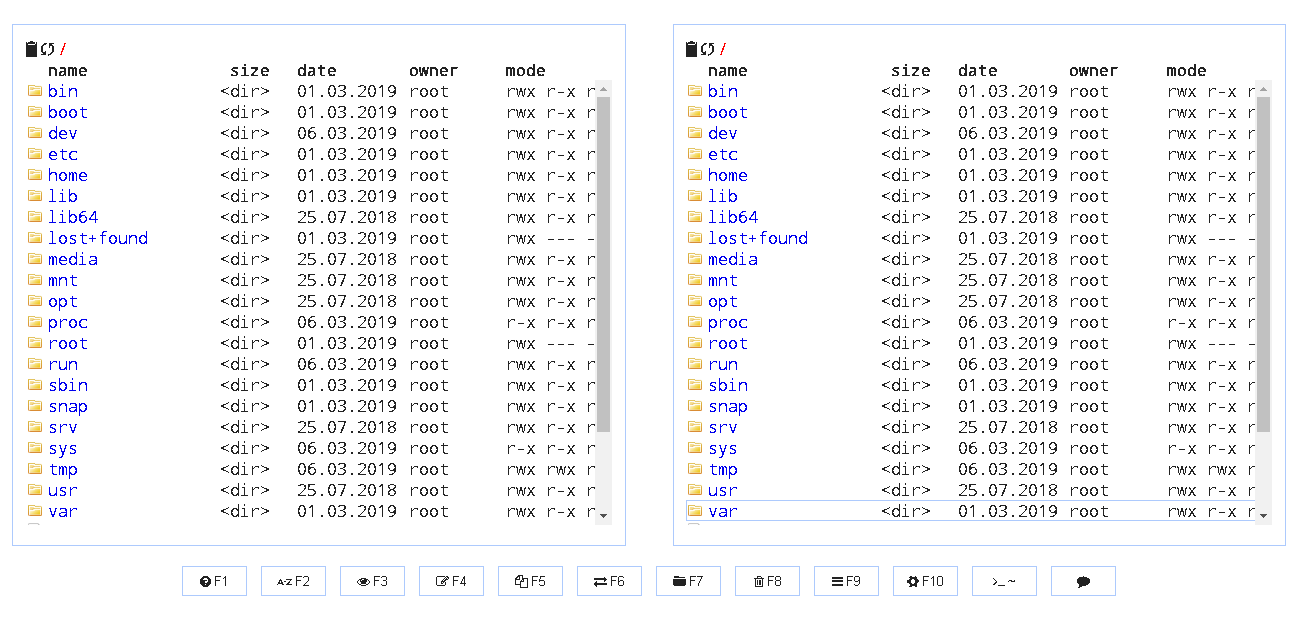 /
name size date owner mode
bin <dir> 01.03.2019 root rwx r-x r
boot <dir> 01.03.2019 root rwx r-x r
dev <dir> 06.03.2019 root rwx r-x r
etc <dir> 01.03.2019 root rwx r-x r
home <dir> 01.03.2019 root rwx r-x r
lib <dir> 01.03.2019 root rwx r-x r
lib64 <dir> 25.07.2018 root rwx r-x r
lost+found <dir> 01.03.2019 root rwx --- -
media <dir> 25.07.2018 root rwx r-x r
mnt <dir> 25.07.2018 root rwx r-x r
opt <dir> 25.07.2018 root rwx r-x r
proc <dir> 06.03.2019 root r-x r-x r
root <dir> 01.03.2019 root rwx --- -
run <dir> 06.03.2019 root rwx r-x r
sbin <dir> 01.03.2019 root rwx r-x r
snap <dir> 01.03.2019 root rwx r-x r
srv <dir> 25.07.2018 root rwx r-x r
sys <dir> 06.03.2019 root r-x r-x r
tmp <dir> 06.03.2019 root rwx rwx r
usr <dir> 25.07.2018 root rwx r-x r
var <dir> 01.03.2019 root rwx r-x r
/
name size date owner mode
bin <dir> 01.03.2019 root rwx r-x r
boot <dir> 01.03.2019 root rwx r-x r
dev <dir> 06.03.2019 root rwx r-x r
etc <dir> 01.03.2019 root rwx r-x r
home <dir> 01.03.2019 root rwx r-x r
lib <dir> 01.03.2019 root rwx r-x r
lib64 <dir> 25.07.2018 root rwx r-x r
lost+found <dir> 01.03.2019 root rwx --- -
media <dir> 25.07.2018 root rwx r-x r
mnt <dir> 25.07.2018 root rwx r-x r
opt <dir> 25.07.2018 root rwx r-x r
proc <dir> 06.03.2019 root r-x r-x r
root <dir> 01.03.2019 root rwx --- -
run <dir> 06.03.2019 root rwx r-x r
sbin <dir> 01.03.2019 root rwx r-x r
snap <dir> 01.03.2019 root rwx r-x r
srv <dir> 25.07.2018 root rwx r-x r
sys <dir> 06.03.2019 root r-x r-x r
tmp <dir> 06.03.2019 root rwx rwx r
usr <dir> 25.07.2018 root rwx r-x r
var <dir> 01.03.2019 root rwx r-x r
F1 A-Z F2 F3 F4 F5 F6 F7 F8 F9 F10 >_ ~